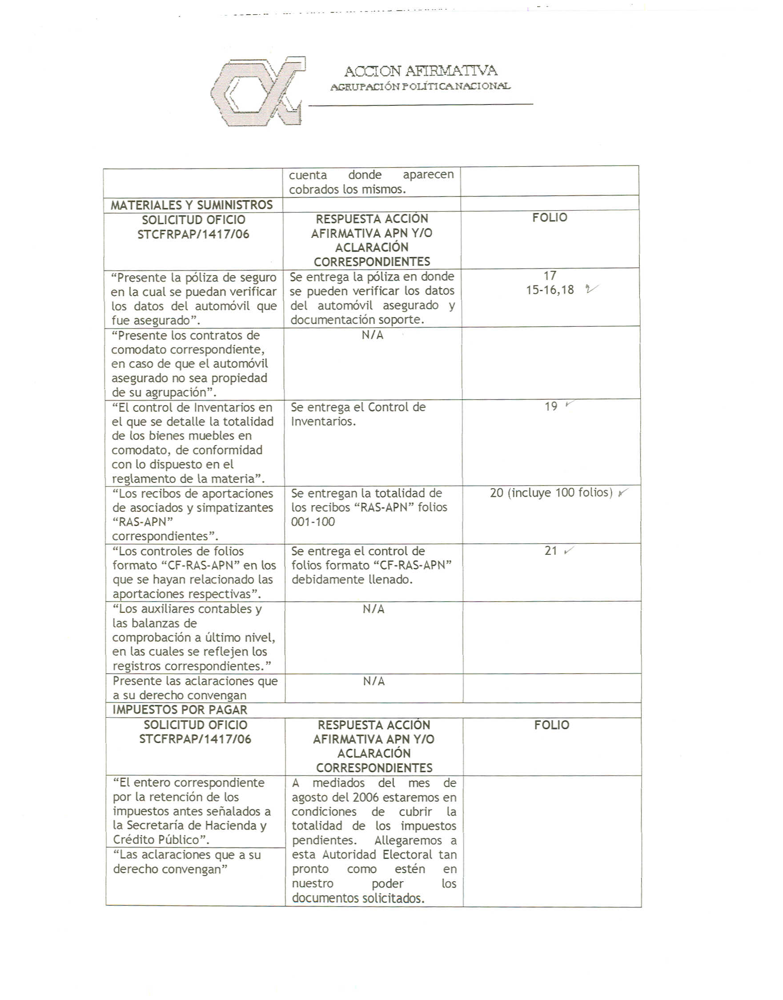 ACCION AFIRMATIVA
AGRUPACIÓN POLÍTICA NACIONAL
cuenta donde aparecen
cobrados los mismos.
MATERIALES Y SUMINISTROS
SOLICITUD OFICIO
STCFRPAP/1417/06
RESPUESTA ACCIÓN
AFIRMATIVA APN Y/O
ACLARACIÓN
CORRESPONDIENTES
FOLIO
“Presente la póliza de seguro
en la cual se puedan verificar
los datos del automóvil que
fue asegurado”.
Se entrega la póliza en donde
se pueden verificar los datos
del automóvil asegurado y
documentación soporte.
17
15-16,18
“Presente los contratos de
comodato correspondiente,
en caso de que el automóvil
asegurado no sea propiedad
de su agrupación”.
N/A
“El control de Inventarios en
el que se detalle la totalidad
de los bienes muebles en
comodato, de conformidad
con lo dispuesto en el
reglamento de la materia”.
Se entrega el Control de
Inventarios.
19
“Los recibos de aportaciones
de asociados y simpatizantes
“RAS-APN”
correspondientes”.
Se entregan la totalidad de
los recibos “RAS-APN” folios
001-100
20 (incluye 100 folios)
“Los controles de folios
formato “CF-RAS-APN” en los
que se hayan relacionado las
aportaciones respectivas”.
Se entrega el control de
folios formato “CF-RAS-APN”
debidamente llenado.
21
“Los auxiliares contables y
las balanzas de
comprobación a último nivel,
en las cuales se reflejen los
registros correspondientes.”
N/A
Presente las aclaraciones que
a su derecho convengan
N/A
IMPUESTOS POR PAGAR
SOLICITUD OFICIO
STCFRPAP/1417/06
RESPUESTA ACCIÓN
AFIRMATIVA APN Y/O
ACLARACIÓN
CORRESPONDIENTES
FOLIO
“El entero correspondiente
por la retención de los
impuestos antes señalados a
la Secretaría de Hacienda y
Crédito Público”.
“Las aclaraciones que a su
derecho convengan”
A mediados del mes de
agosto del 2006 estaremos en
condiciones de cubrir la
totalidad de los impuestos
pendientes. Allegaremos a
esta Autoridad Electoral tan
pronto como estén en
nuestro poder los
documentos solicitados.